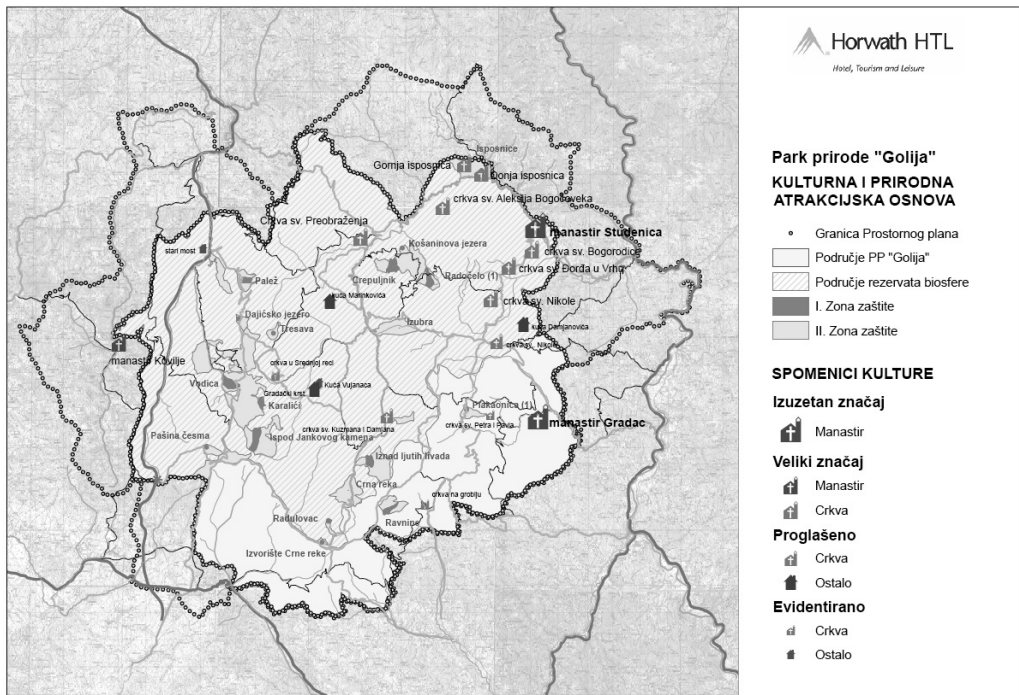 Horwath HTL
Hotel, Tourism and Leisure
Park prirode "Golija"
KULTURNA I PRIRODNA
ATRAKCIJSKA OSNOVA
Granica Prostornog plana
Područje PP "Golija"
Područje rezervata biosfere
I. Zona zaštite
II. Zona zaštite
SPOMENICI KULTURE
Izuzetan značaj
Manastir
Veliki značaj
Manastir
Crkva
Proglašeno
Crkva
Ostalo
Evidentirano
Crkva
Ostalo
Isposnice
Gornja isposnica
Donja isposnica
crkva sv. Aleksija Bogočoveka
Crkva sv. Preobraženja
manastir Studenica
stari most
Košaninova jezera
crkva sv. Bogorodice
crkva sv. Đorđa u Vrhu
Palež
Crepuljnik
Radočelo (1)
kuća Marinkovića
crkva sv. Nikole
Dajićsko jezero
Tresava
Izubra
kuća Damjanovića
crkva sv. Nikole
manastir Kovilje
crkva u Srednjoj reci
Vodica
Gradački krst
Kuća Vujanaca
Karalići
Plakaonica (1)
crkva sv. Kuzmana i Damjana
crkva sv. Petra i Pavla
manastir Gradac
Pašina česma
Ispod Jankovog kamena
Iznad ljutih livada
Crna reka
crkva na groblju
Radulovac
Ravnine
Izvorište Crne reke